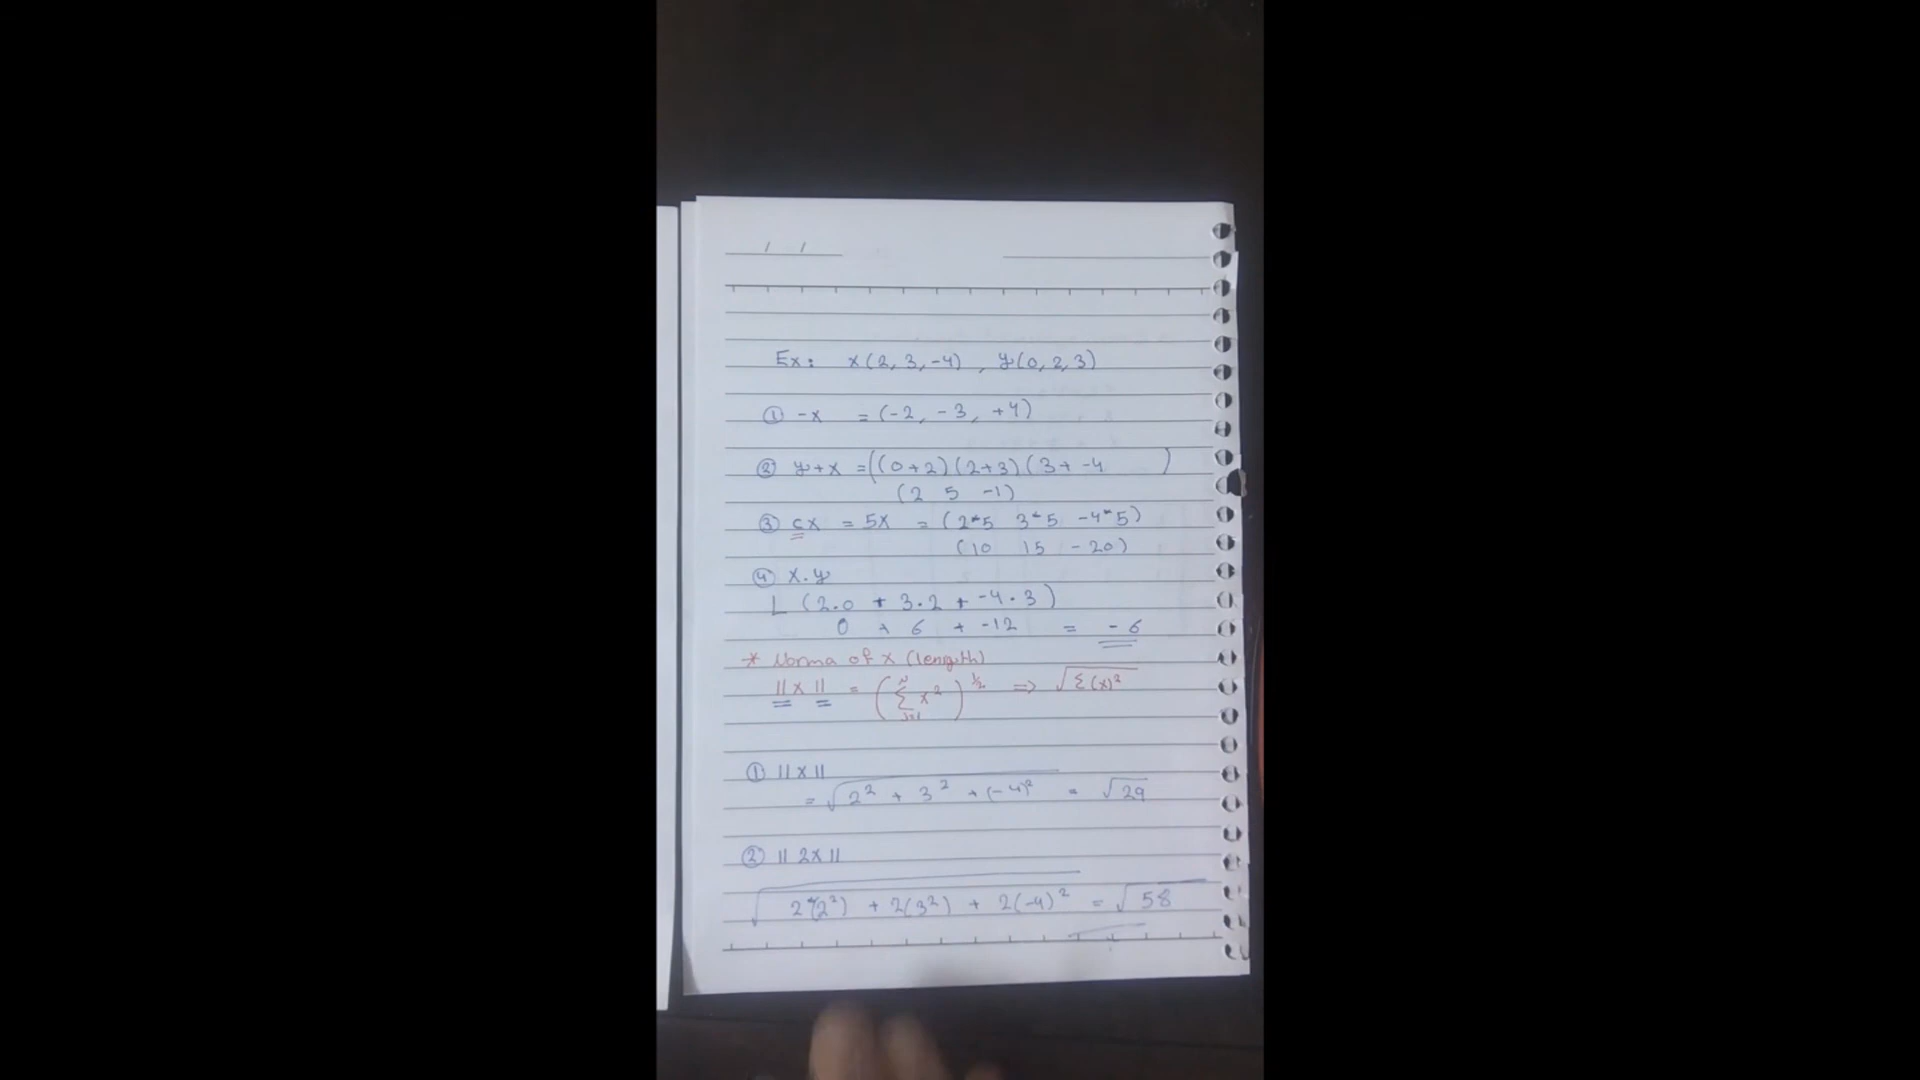 / /
Ex: x(2, 3, -4) , y(0, 2, 3)
① -x = (-2, -3, +4)
② y+x = ((0+2)(2+3)(3+ -4 )
(2 5 -1)
③ cx = 5x = (2*5 3*5 -4*5)
(10 15 -20)
④ x.y
L (2.0 + 3.2 + -4.3)
0 + 6 + -12 = -6
* Norma of x (length)
||x|| = (∑ᴺⱼ₌₁ x²)^½ ⇒ √Σ(x)²
① ||x||
= √2² + 3² + (-4)² = √29
② || 2x ||
√2*(2²) + 2(3²) + 2(-4)² = √58